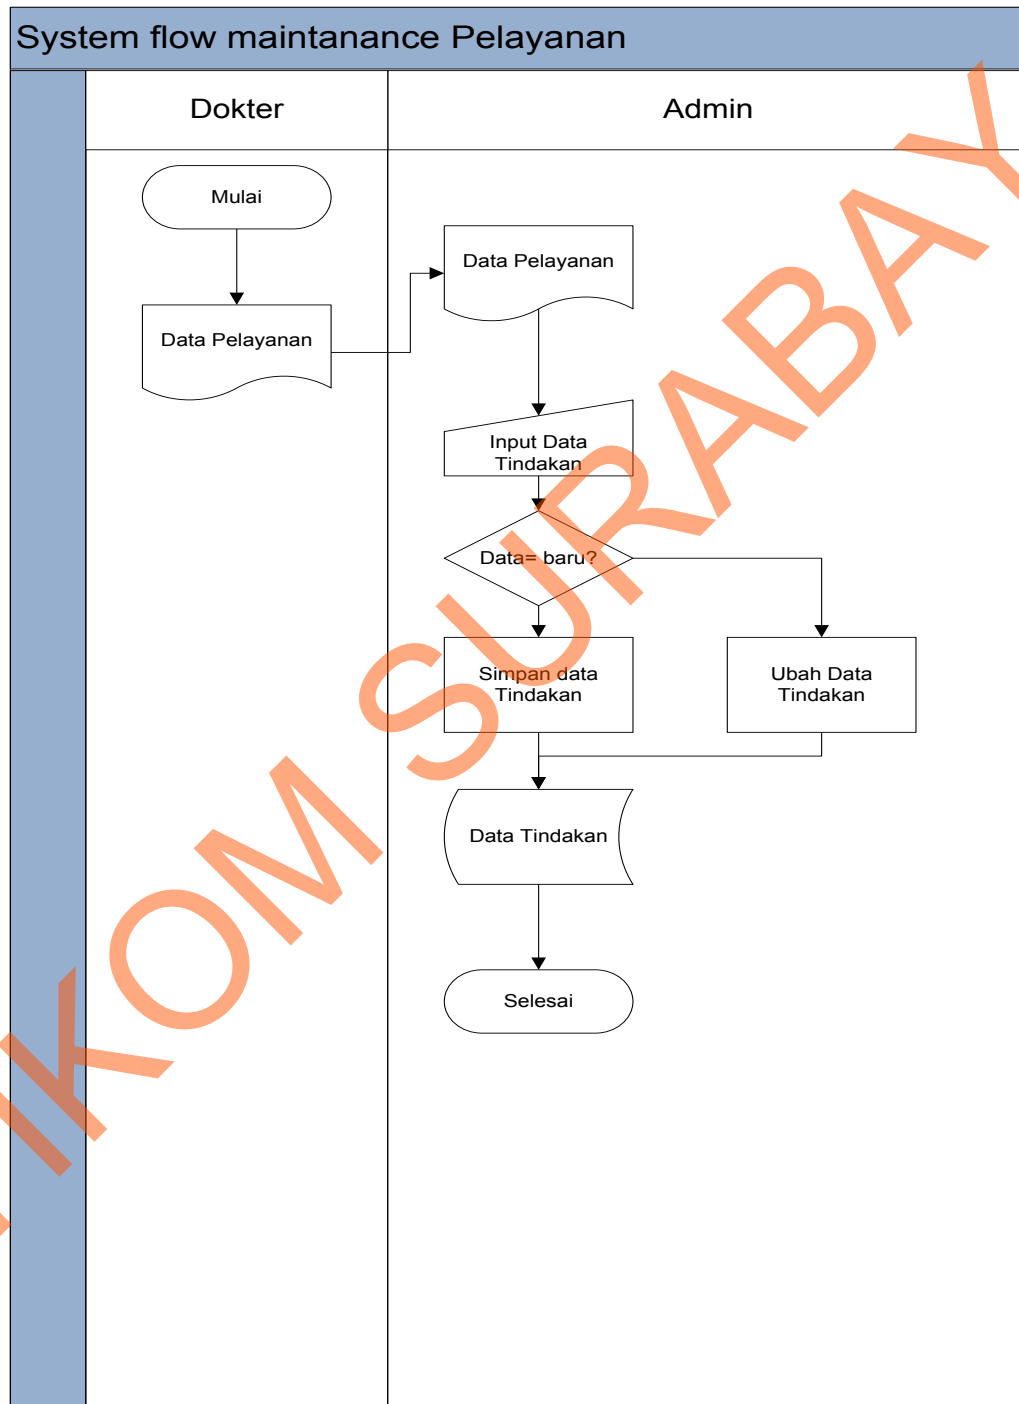 System flow maintanance Pelayanan
Dokter
Admin
Mulai
Data Pelayanan
Data Pelayanan
Input Data
Tindakan
Data= baru?
Simpan data
Tindakan
Ubah Data
Tindakan
Data Tindakan
Selesai
IKOM SURABAY